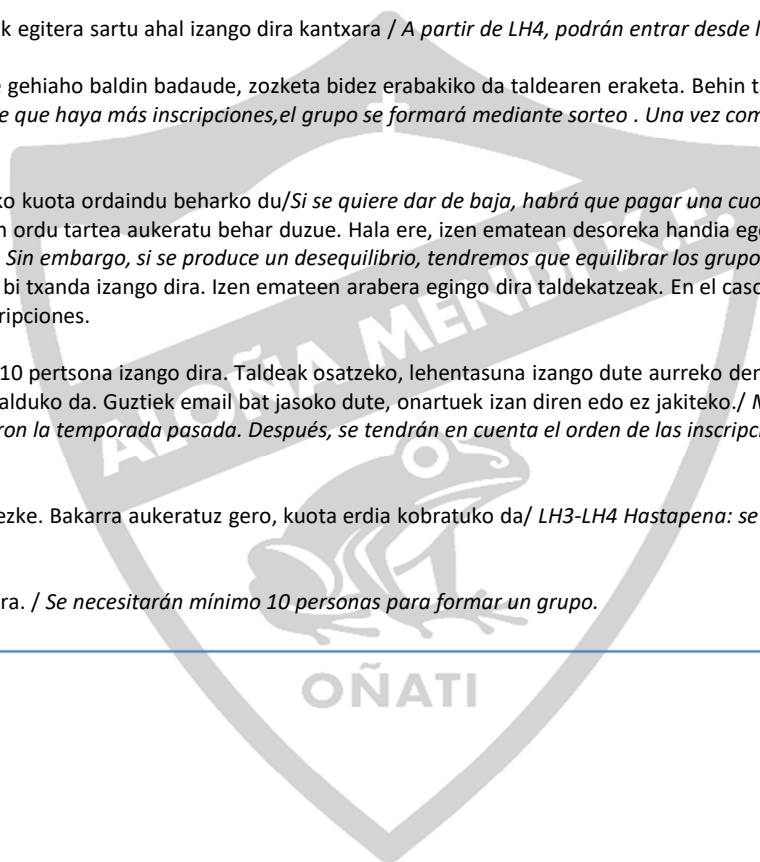 k egitera sartu ahal izango dira kantxara / A partir de LH4, podrán entrar desde l
gehiaho baldin badaude, zozketa bidez erabakiko da taldearen eraketa. Behin t
e que haya más inscripciones,el grupo se formará mediante sorteo . Una vez com
ko kuota ordaindu beharko du/Si se quiere dar de baja, habrá que pagar una cuo
n ordu tartea aukeratu behar duzue. Hala ere, izen ematean desoreka handia eg
. Sin embargo, si se produce un desequilibrio, tendremos que equilibrar los grupo
bi txanda izango dira. Izen emateen arabera egingo dira taldekatzeak. En el caso
ripciones.
10 pertsona izango dira. Taldeak osatzeko, lehentasuna izango dute aurreko den
alduko da. Guztiek email bat jasoko dute, onartuek izan diren edo ez jakiteko./
ron la temporada pasada. Después, se tendrán en cuenta el orden de las inscripci
ezke. Bakarra aukeratuz gero, kuota erdia kobratuko da/ LH3-LH4 Hastapena: se
ra. / Se necesitarán mínimo 10 personas para formar un grupo.
ALOÑA MENDI K.E.
OÑATI